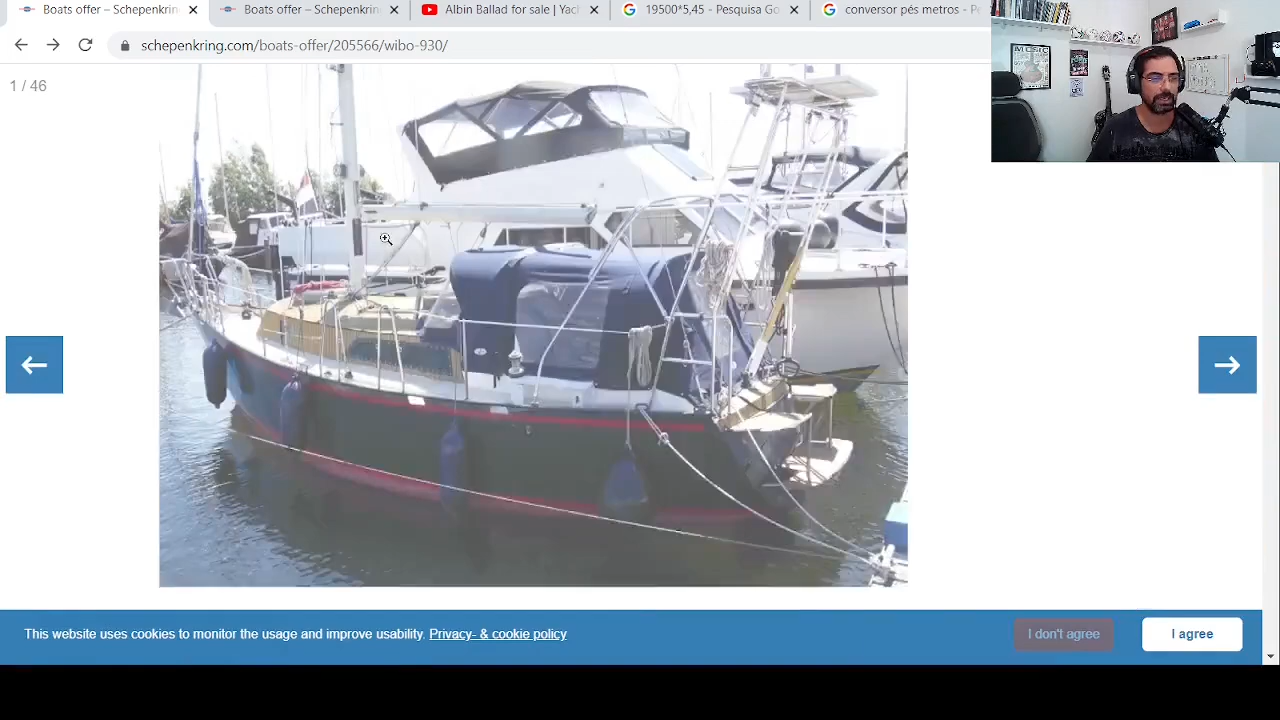 Boats offer – Schepenkrin
Boats offer – Schepenkrin
Albin Ballad for sale | Yac
19500*5,45 - Pesquisa Go
conversor pés metros - Pe
schepenkring.com/boats-offer/205566/wibo-930/
1 / 46
MUSIC
This website uses cookies to monitor the usage and improve usability. Privacy- & cookie policy
I don't agree
I agree